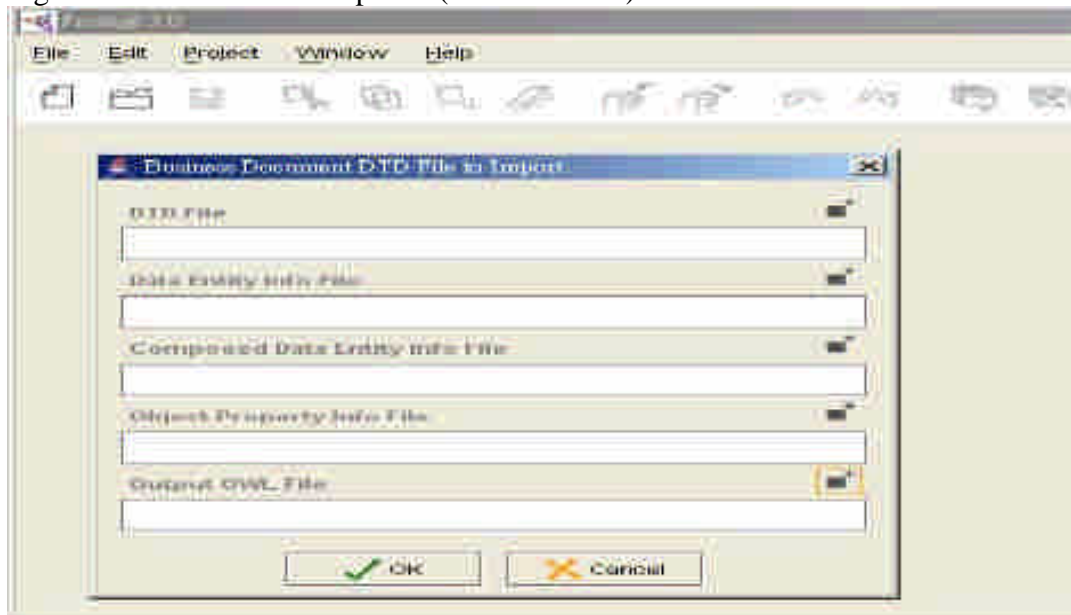 File Edit Project Window Help
Business Document DTD File to Import
DTD File
Data Entity Info File
Composed Data Entity Info File
Object Property Info File
Output OWL File
OK Cancel